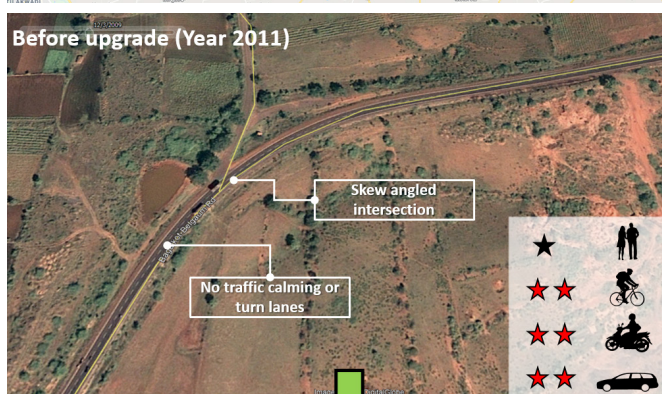 Before upgrade (Year 2011)
Skew angled
intersection
No traffic calming or
turn lanes